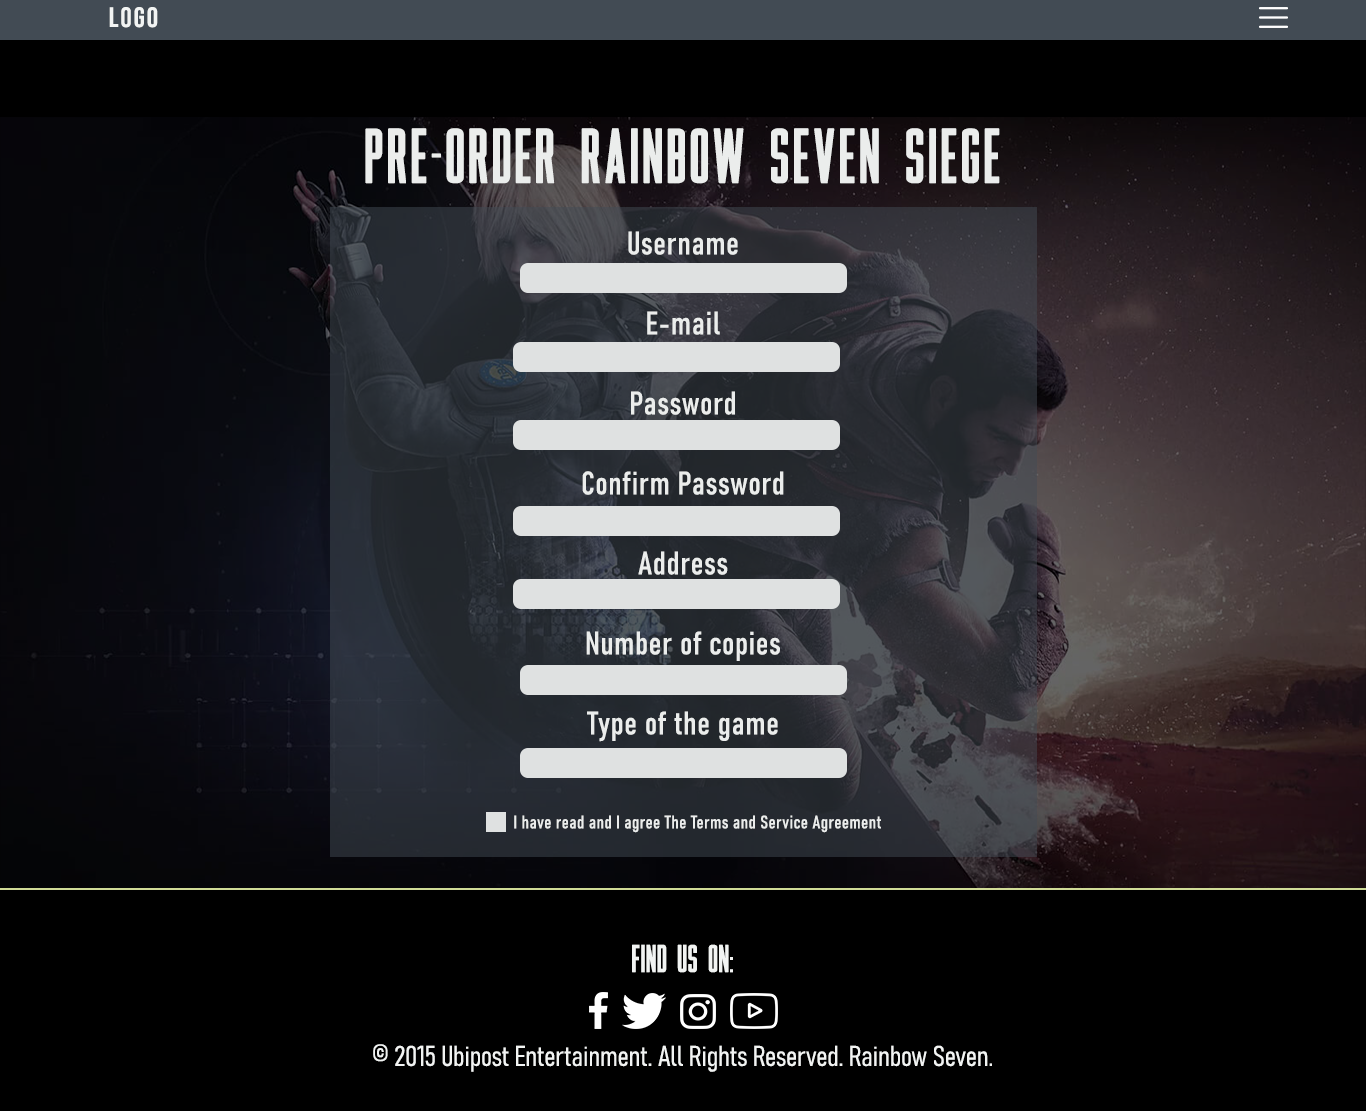 LOGO
PRE-ORDER RAINBOW SEVEN SIEGE
Username
E-mail
Password
Confirm Password
Address
Number of copies
Type of the game
I have read and I agree The Terms and Service Agreement
FIND US ON:
© 2015 Ubipost Entertainment. All Rights Reserved. Rainbow Seven.